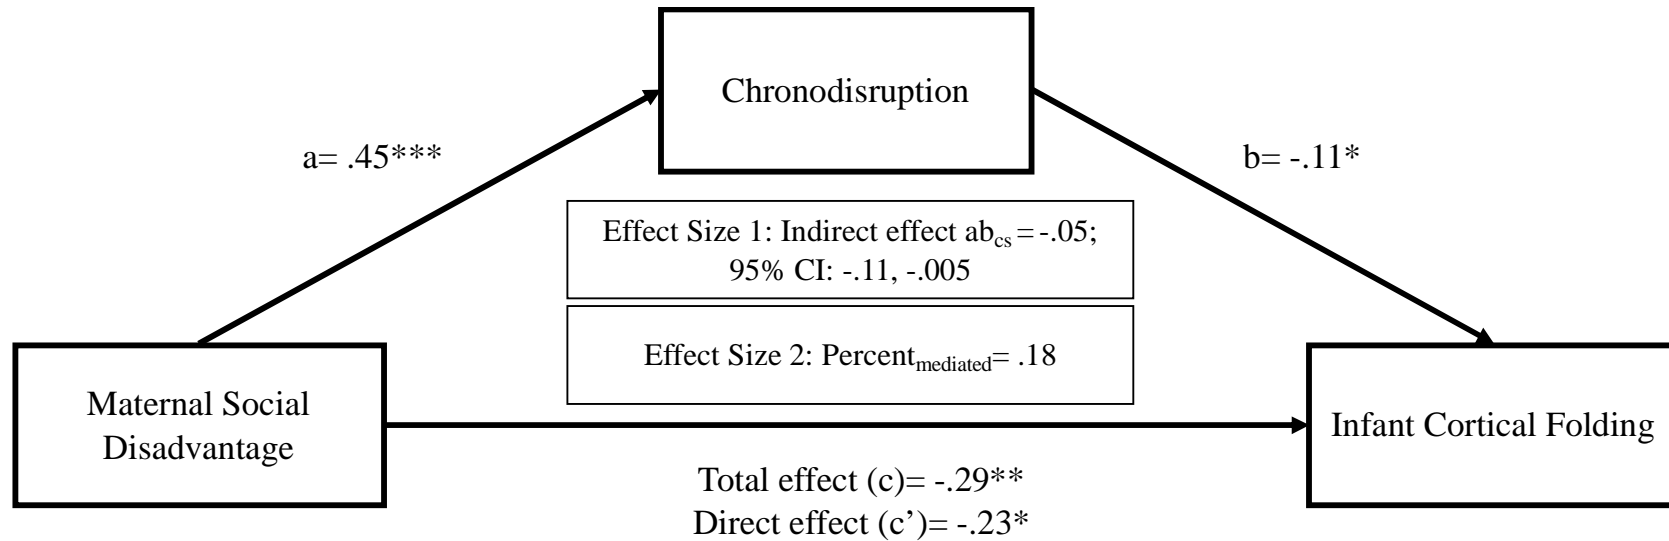 Chronodisruption
a= .45***
b= -.11*
Effect Size 1: Indirect effect abcs = -.05;
95% CI: -.11, -.005
Effect Size 2: Percentmediated= .18
Maternal Social
Disadvantage
Infant Cortical Folding
Total effect (c)= -.29**
Direct effect (c’)= -.23*